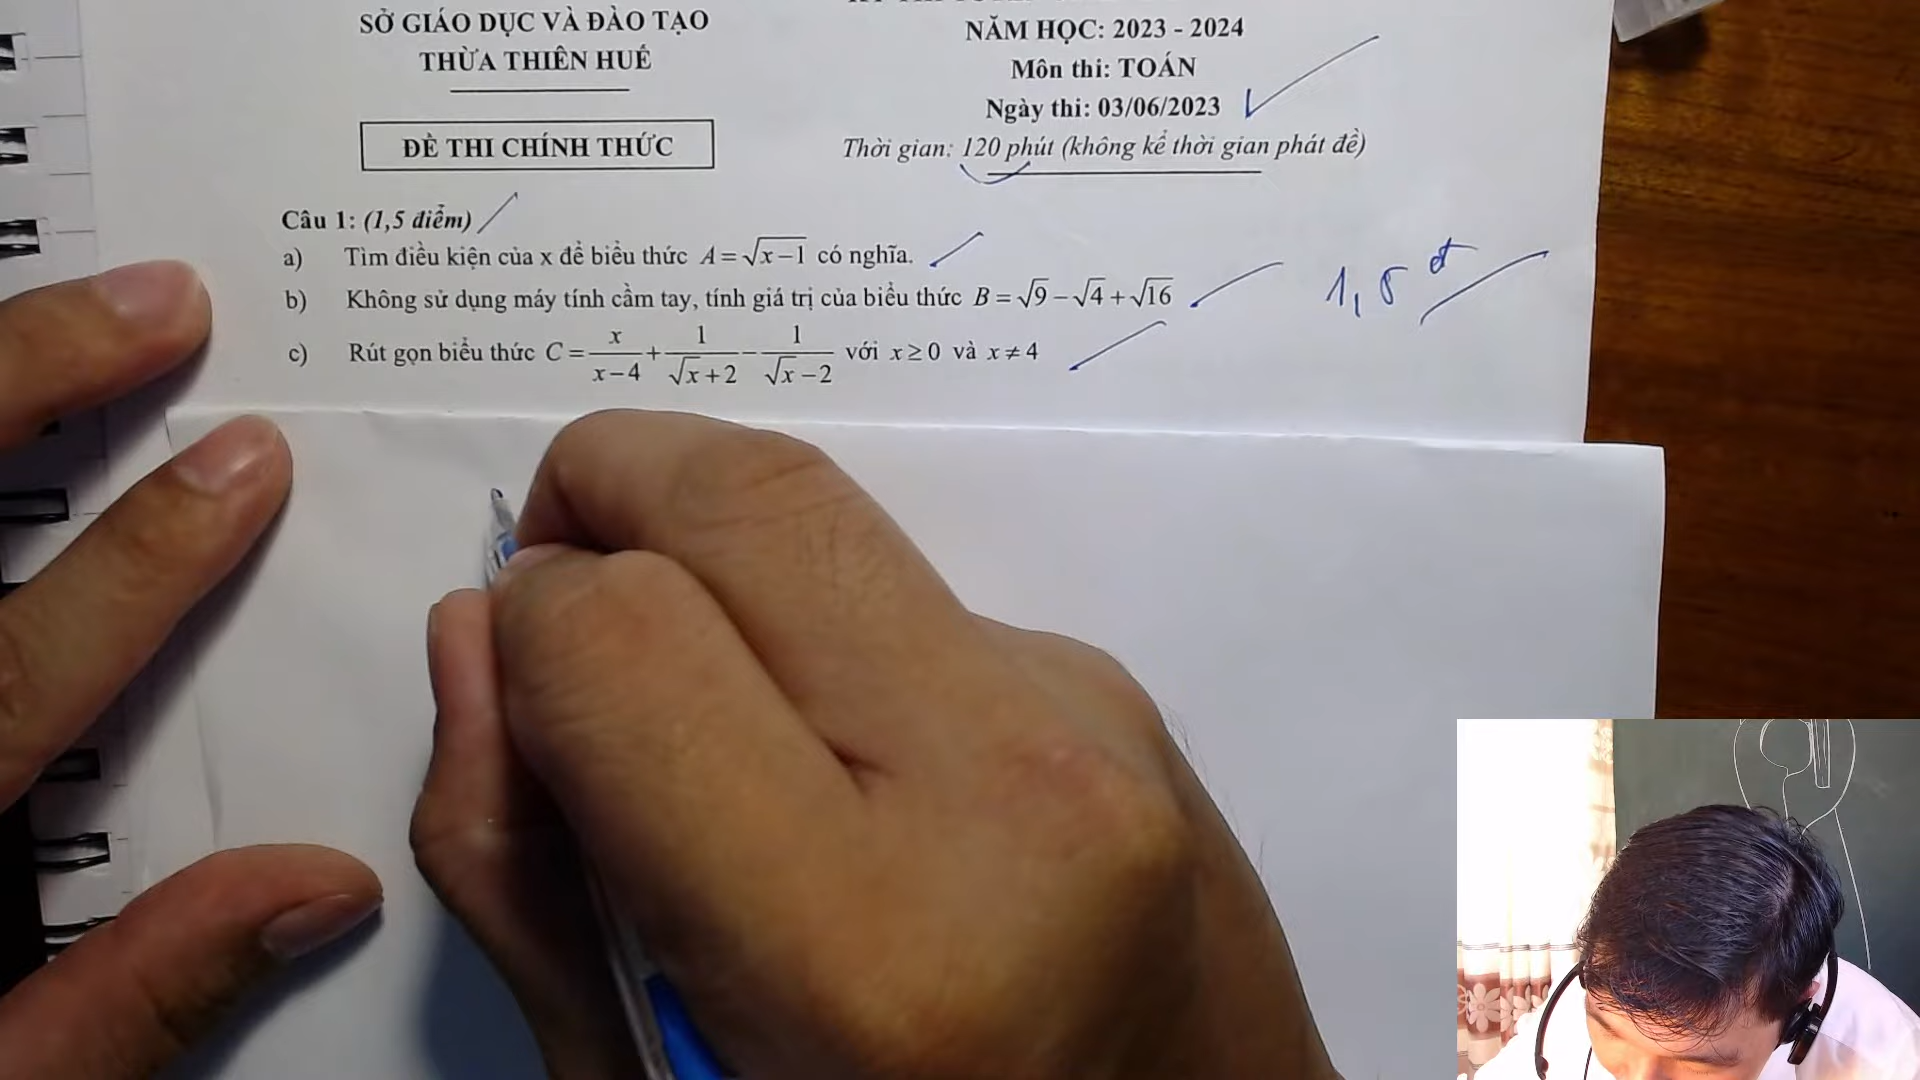 SỞ GIÁO DỤC VÀ ĐÀO TẠO
THỪA THIÊN HUẾ
ĐỀ THI CHÍNH THỨC
NĂM HỌC: 2023 - 2024
Môn thi: TOÁN
Ngày thi: 03/06/2023
Thời gian: 120 phút (không kể thời gian phát đề)
Câu 1: (1,5 điểm)
a) Tìm điều kiện của x để biểu thức A = √(x−1) có nghĩa.
b) Không sử dụng máy tính cầm tay, tính giá trị của biểu thức B = √9 − √4 + √16
c) Rút gọn biểu thức C = x/(x−4) + 1/(√x+2) − 1/(√x−2) với x ≥ 0 và x ≠ 4
1,5 đ